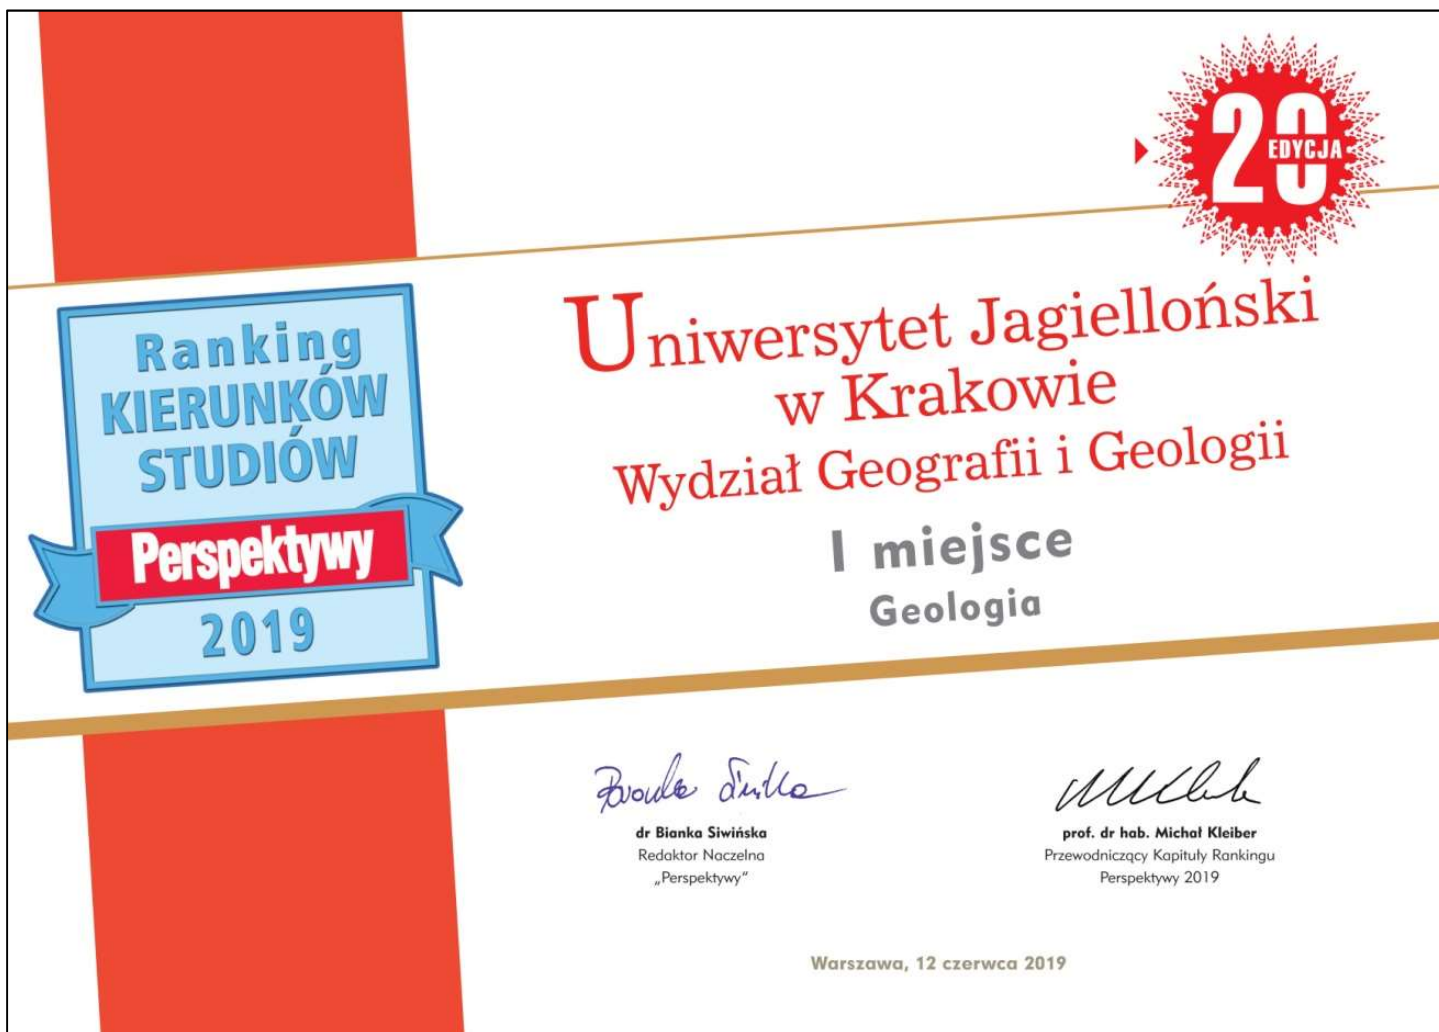 20
EDYCJA
Ranking
KIERUNKÓW
STUDIÓW
Perspektywy
2019
Uniwersytet Jagielloński
w Krakowie
Wydział Geografii i Geologii
I miejsce
Geologia
dr Bianka Siwińska
Redaktor Naczelna
„Perspektywy“
prof. dr hab. Michał Kleiber
Przewodniczący Kapituły Rankingu
Perspektywy 2019
Warszawa, 12 czerwca 2019